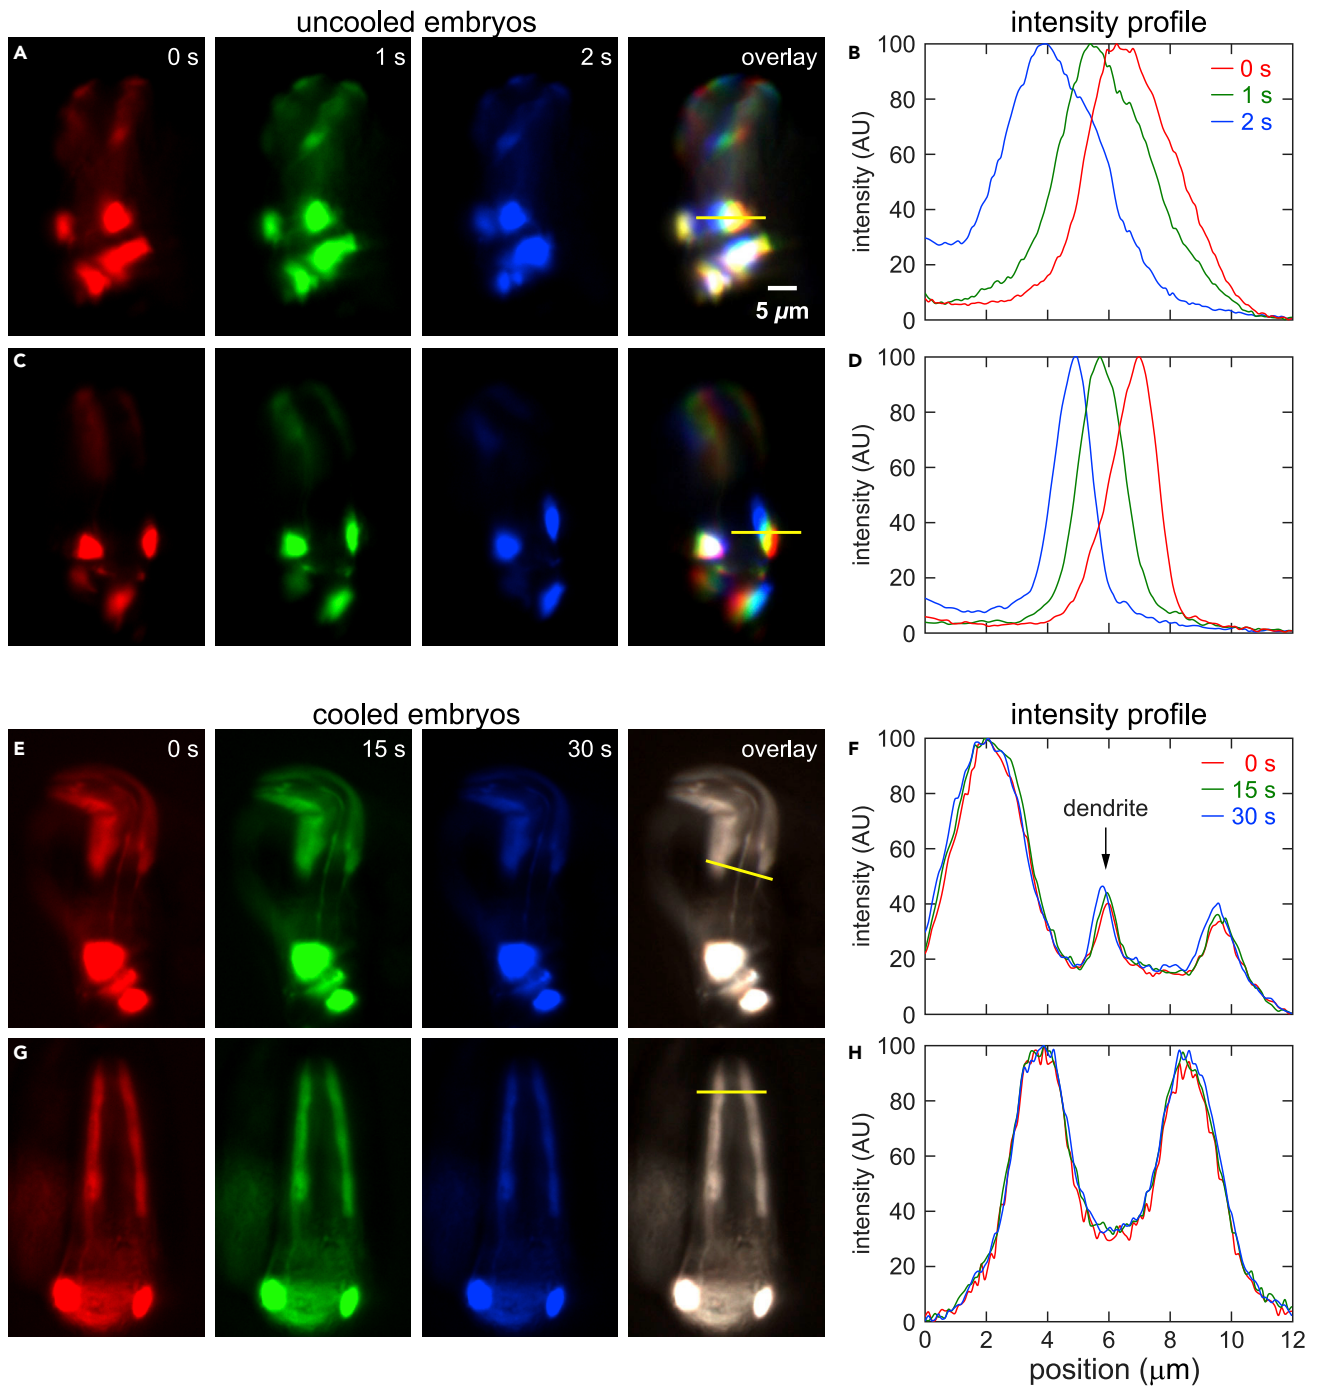 uncooled embryos
intensity profile
A
0 s
1 s
2 s
overlay
5 µm
B
100
80
60
40
20
0
intensity (AU)
0 s
1 s
2 s
C
D
100
80
60
40
20
0
intensity (AU)
cooled embryos
intensity profile
E
0 s
15 s
30 s
overlay
F
100
80
60
40
20
0
intensity (AU)
dendrite
0 s
15 s
30 s
G
H
100
80
60
40
20
0
intensity (AU)
0 2 4 6 8 10 12
position (µm)